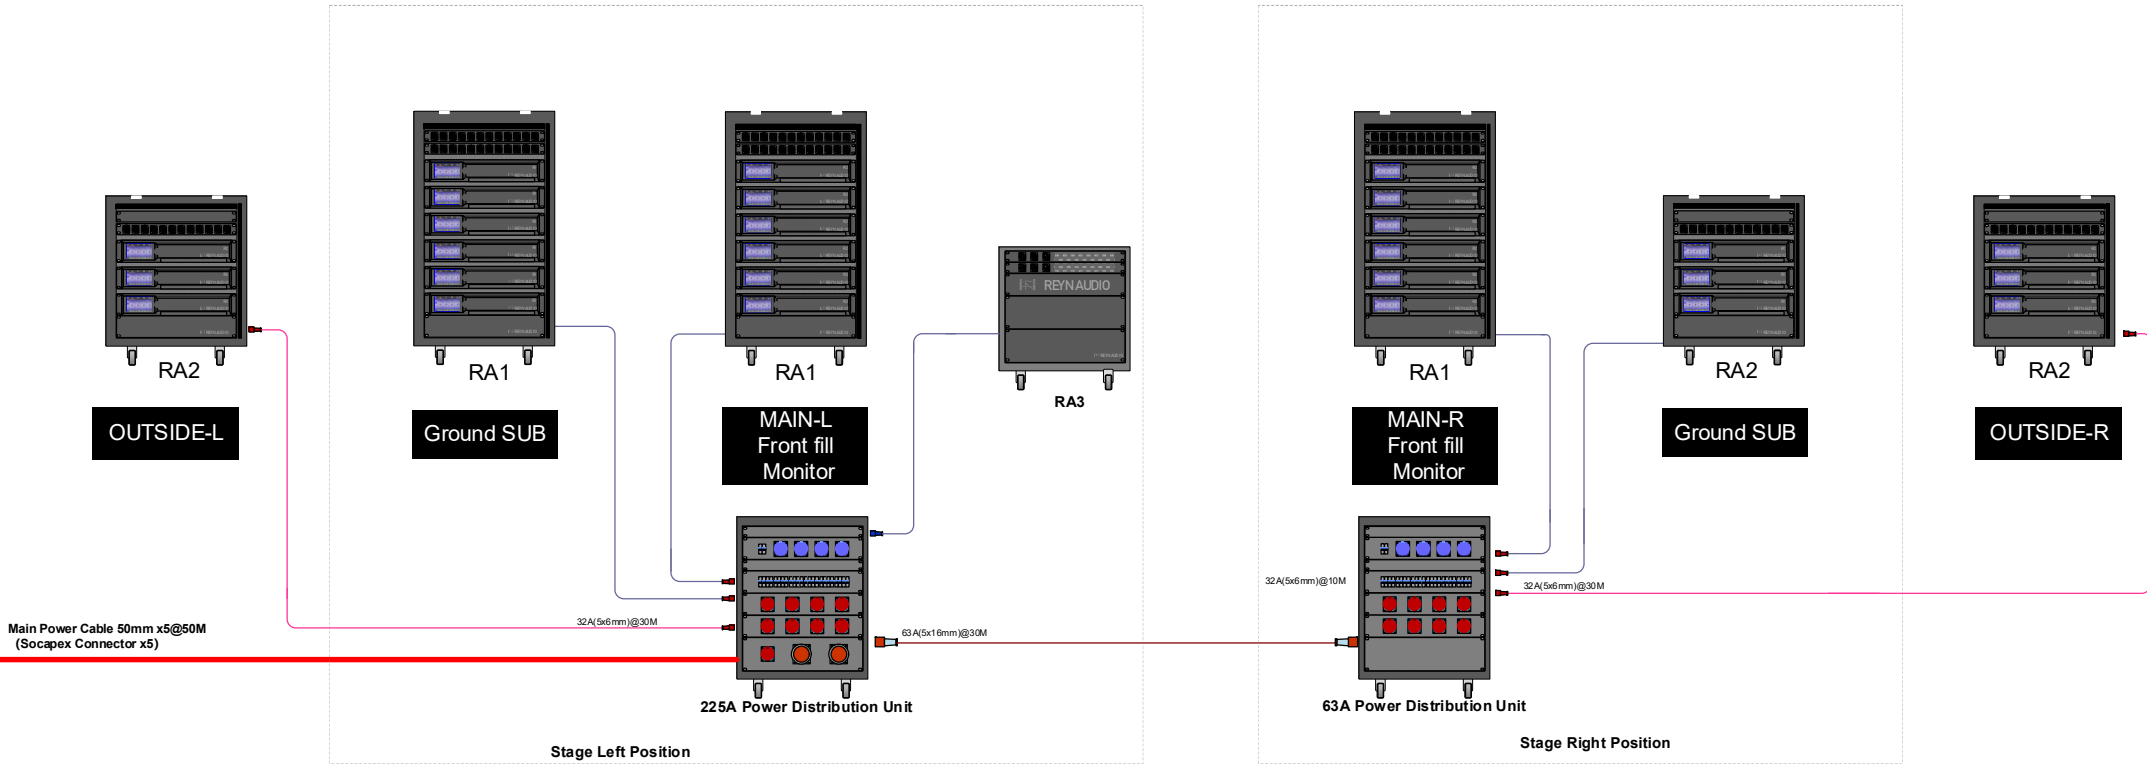 REYN AUDIO
RA2
RA1
RA1
RA3
RA1
RA2
RA2
OUTSIDE-L
Ground SUB
MAIN-L
Front fill
Monitor
MAIN-R
Front fill
Monitor
Ground SUB
OUTSIDE-R
32A(5x6mm)@10M
32A(5x6mm)@30M
32A(5x6mm)@30M
63A(5x16mm)@30M
Main Power Cable 50mm x5@50M
(Socapex Connector x5)
225A Power Distribution Unit
63A Power Distribution Unit
Stage Left Position
Stage Right Position